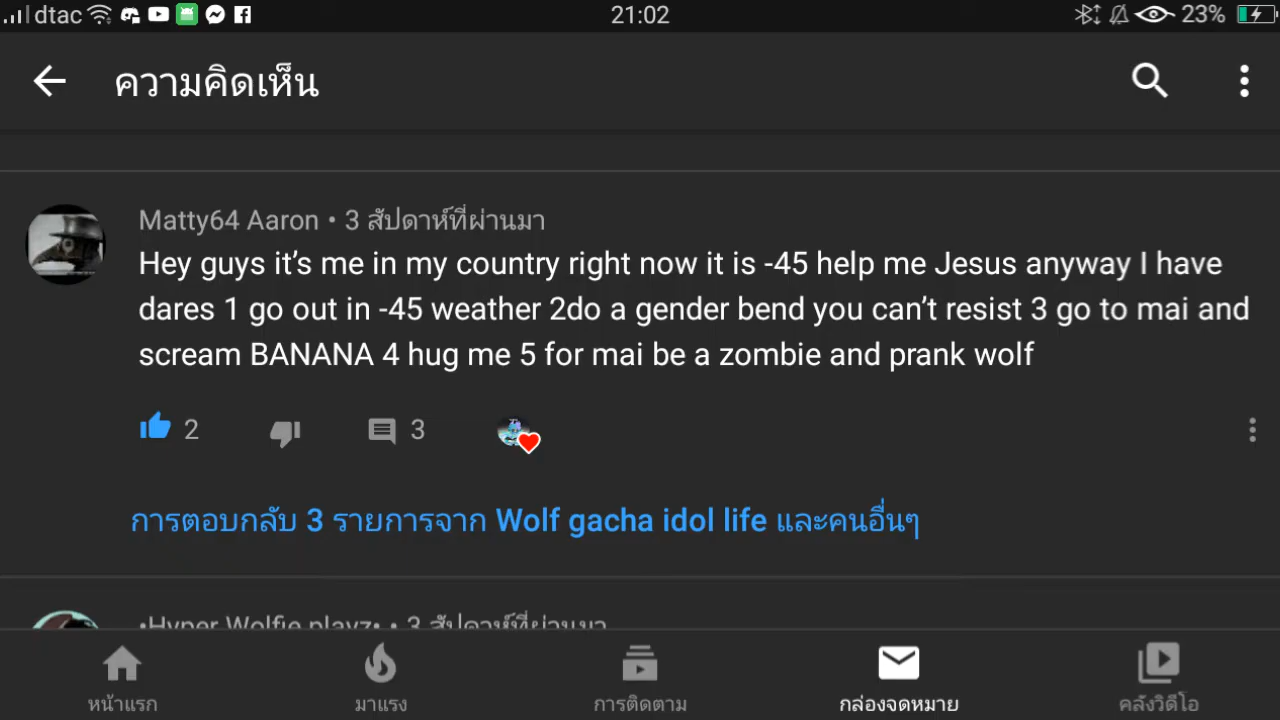 dtac 21:02 23%
ความคิดเห็น
Matty64 Aaron • 3 สัปดาห์ที่ผ่านมา
Hey guys it’s me in my country right now it is -45 help me Jesus anyway I have
dares 1 go out in -45 weather 2do a gender bend you can’t resist 3 go to mai and
scream BANANA 4 hug me 5 for mai be a zombie and prank wolf
2 3
การตอบกลับ 3 รายการจาก Wolf gacha idol life และคนอื่นๆ
•Hyper Wolfie playz• • 3 สัปดาห์ที่ผ่านมา
หน้าแรก มาแรง การติดตาม กล่องจดหมาย คลังวิดีโอ